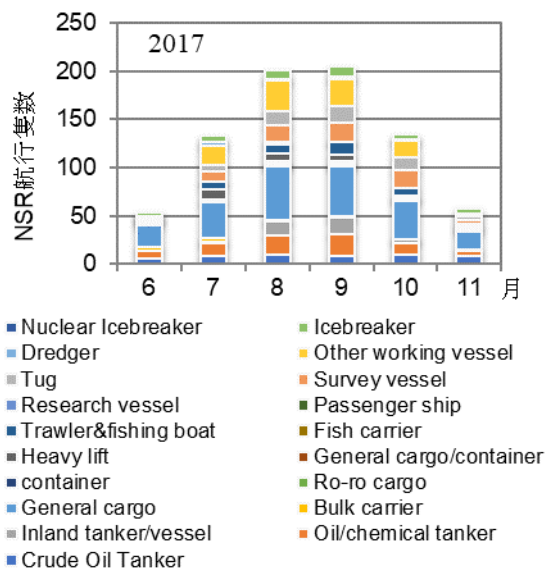 250
2017
200
150
100
50
0
NSR航行隻数
6 7 8 9 10 11 月
Nuclear Icebreaker Icebreaker
Dredger Other working vessel
Tug Survey vessel
Research vessel Passenger ship
Trawler&fishing boat Fish carrier
Heavy lift General cargo/container
container Ro-ro cargo
General cargo Bulk carrier
Inland tanker/vessel Oil/chemical tanker
Crude Oil Tanker